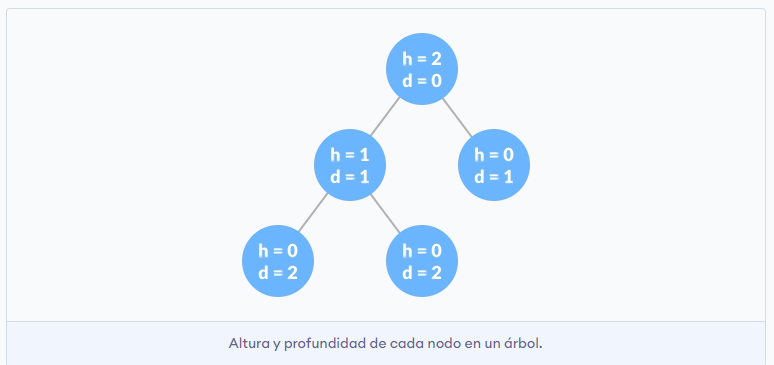 h = 2
d = 0
h = 1
d = 1
h = 0
d = 1
h = 0
d = 2
h = 0
d = 2
Altura y profundidad de cada nodo en un árbol.